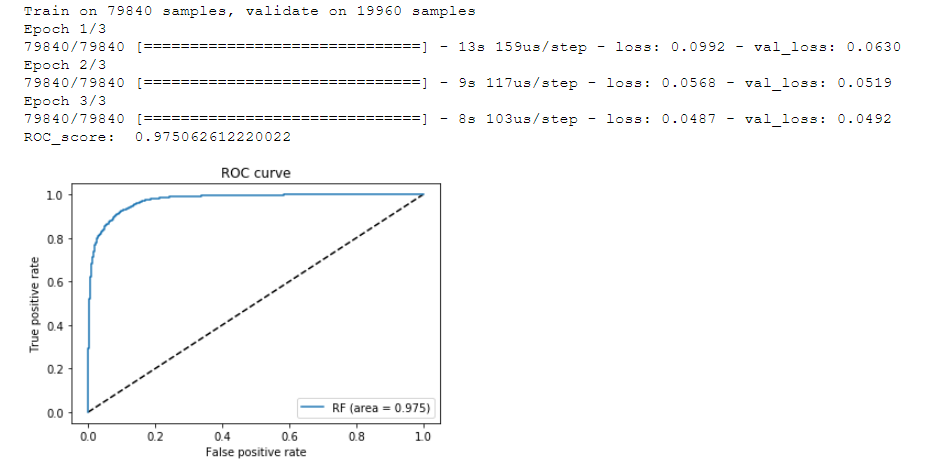 Train on 79840 samples, validate on 19960 samples
Epoch 1/3
79840/79840 [==============================] - 13s 159us/step - loss: 0.0992 - val_loss: 0.0630
Epoch 2/3
79840/79840 [==============================] - 9s 117us/step - loss: 0.0568 - val_loss: 0.0519
Epoch 3/3
79840/79840 [==============================] - 8s 103us/step - loss: 0.0487 - val_loss: 0.0492
ROC_score:  0.975062612220022
ROC curve
True positive rate
1.0
0.8
0.6
0.4
0.2
0.0
RF (area = 0.975)
0.0 0.2 0.4 0.6 0.8 1.0
False positive rate